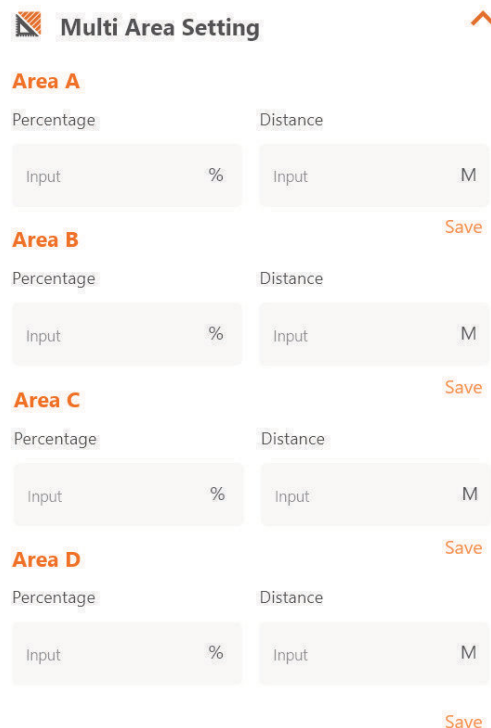 Multi Area Setting
Area A
Percentage Distance
Input % Input M
Save
Area B
Percentage Distance
Input % Input M
Save
Area C
Percentage Distance
Input % Input M
Save
Area D
Percentage Distance
Input % Input M
Save